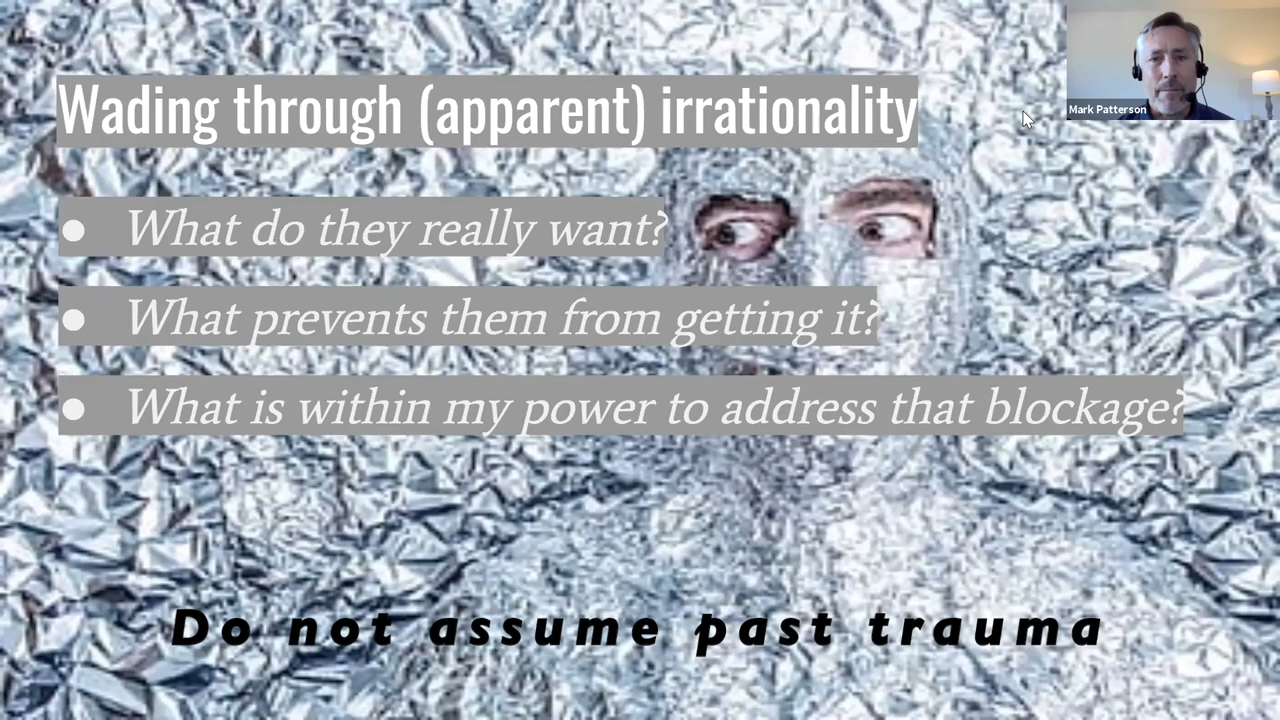 Wading through (apparent) irrationality
Mark Patterson
● What do they really want?
● What prevents them from getting it?
● What is within my power to address that blockage?
Do not assume past trauma